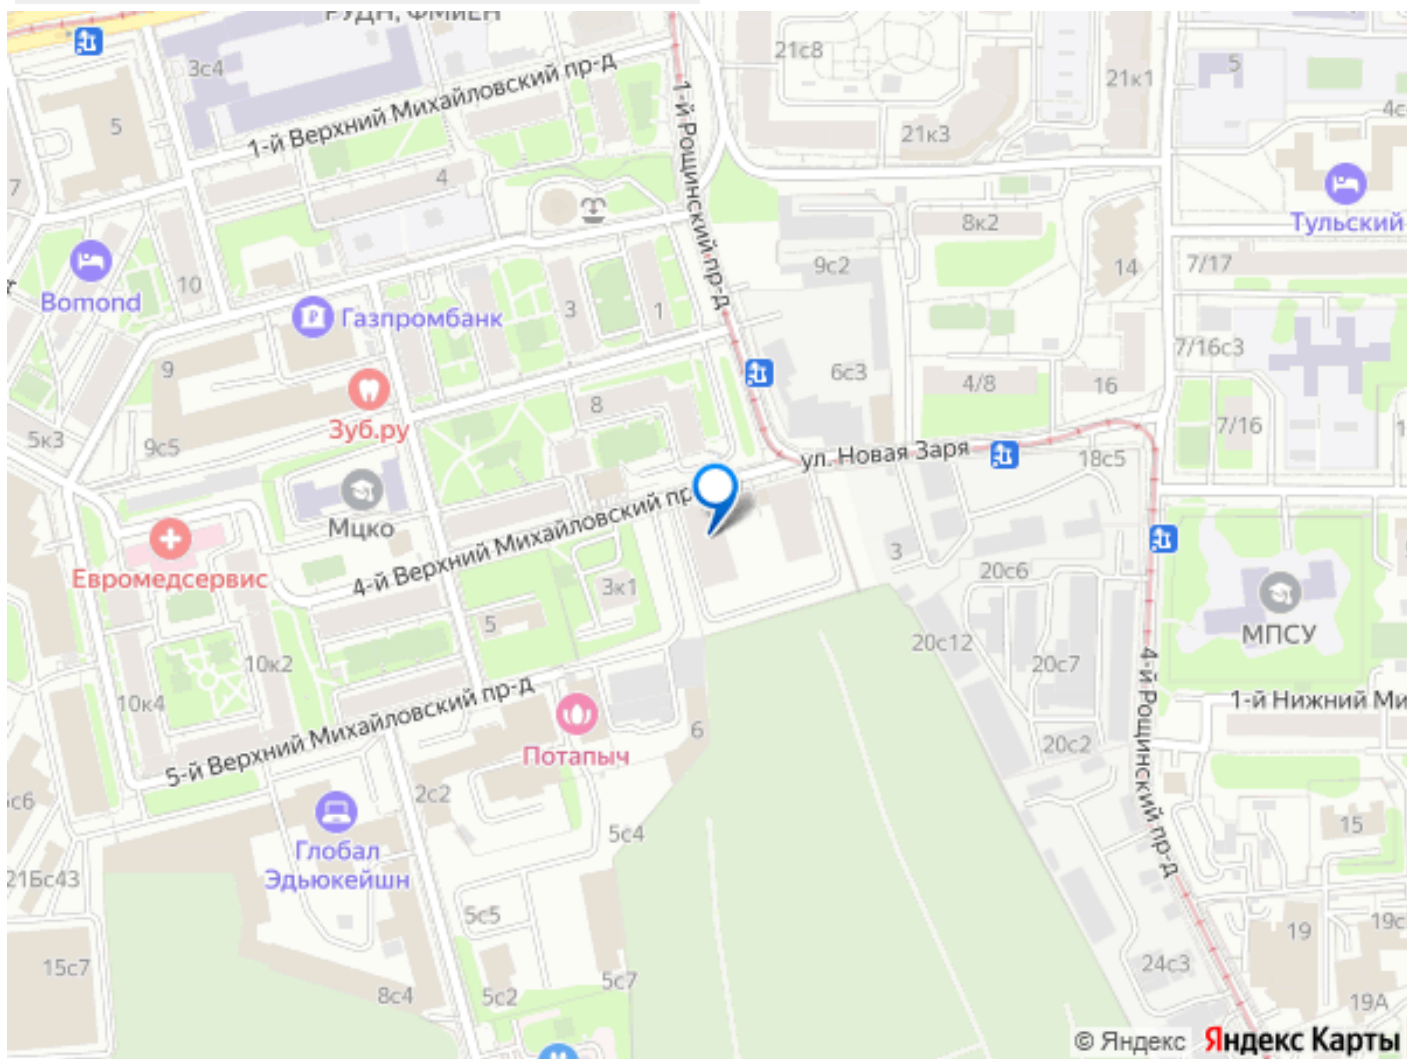 РУДН, ФМиЕН
3с4
21с8
5
21к1
1-й Верхний Михайловский пр-д
5
1-й Рощинский пр-д
21к3
7
4
Тульский
8к2
Bomond
10
9с2
14
7/17
Газпромбанк
3
1
9
7/16с3
6с3
4/8
16
Зуб.ру
8
5к3
9с5
7/16
ул. Новая Заря
18с5
Мцко
4-й Верхний Михайловский пр
Евромедсервис
3к1
3
20с6
5
МПСУ
10к2
20с12
20с7
10к4
4-й Рощинский пр-д
1-й Нижний Ми
5-й Верхний Михайловский пр-д
6
20с2
Потапыч
2с2
5с4
15
Глобал
Эдьюкейшн
21Бс43
5с5
19
15с7
8с4
5с2
5с7
24с3
19А
© Яндекс Яндекс Карты